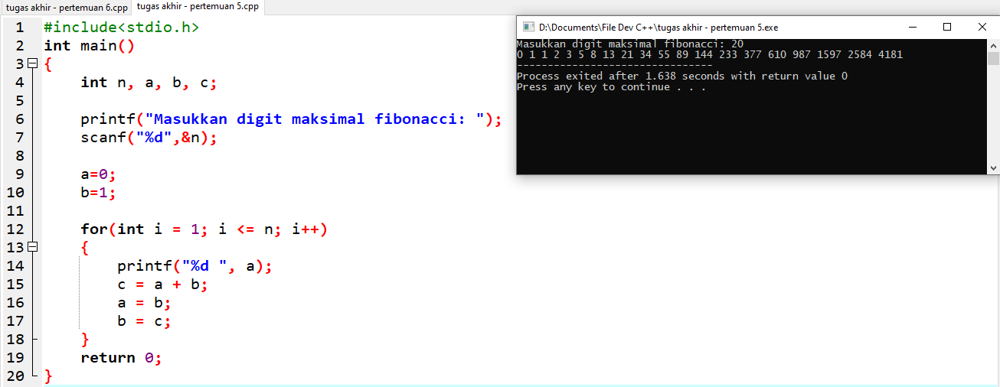 tugas akhir - pertemuan 6.cpp tugas akhir - pertemuan 5.cpp
1 #include<stdio.h>
2 int main()
3 {
4 int n, a, b, c;
5
6 printf("Masukkan digit maksimal fibonacci: ");
7 scanf("%d",&n);
8
9 a=0;
10 b=1;
11
12 for(int i = 1; i <= n; i++)
13 {
14 printf("%d ", a);
15 c = a + b;
16 a = b;
17 b = c;
18 }
19 return 0;
20 }
D:\Documents\File Dev C++\tugas akhir - pertemuan 5.exe
Masukkan digit maksimal fibonacci: 20
0 1 1 2 3 5 8 13 21 34 55 89 144 233 377 610 987 1597 2584 4181
--------------------------------
Process exited after 1.638 seconds with return value 0
Press any key to continue . . .